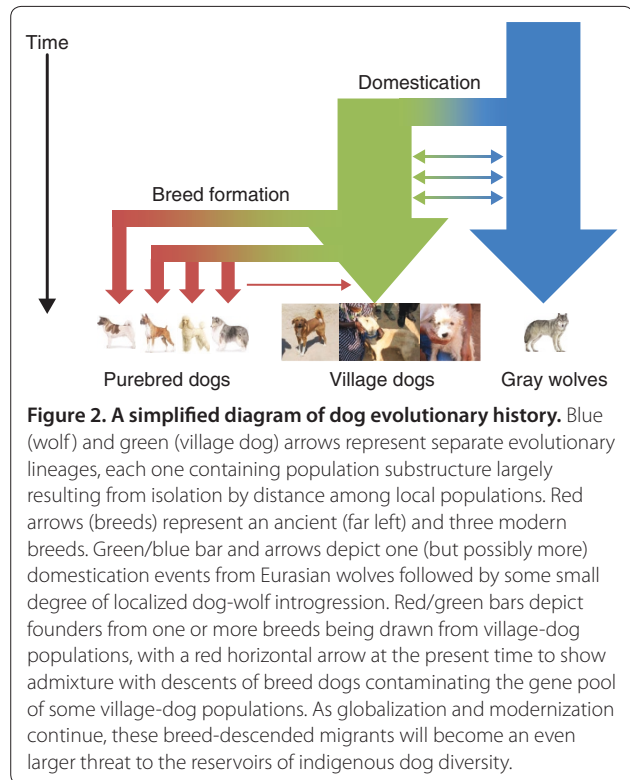 Time
Domestication
Breed formation
Purebred dogs
Village dogs
Gray wolves
Figure 2. A simplified diagram of dog evolutionary history. Blue
(wolf) and green (village dog) arrows represent separate evolutionary
lineages, each one containing population substructure largely
resulting from isolation by distance among local populations. Red
arrows (breeds) represent an ancient (far left) and three modern
breeds. Green/blue bar and arrows depict one (but possibly more)
domestication events from Eurasian wolves followed by some small
degree of localized dog-wolf introgression. Red/green bars depict
founders from one or more breeds being drawn from village-dog
populations, with a red horizontal arrow at the present time to show
admixture with descents of breed dogs contaminating the gene pool
of some village-dog populations. As globalization and modernization
continue, these breed-descended migrants will become an even
larger threat to the reservoirs of indigenous dog diversity.